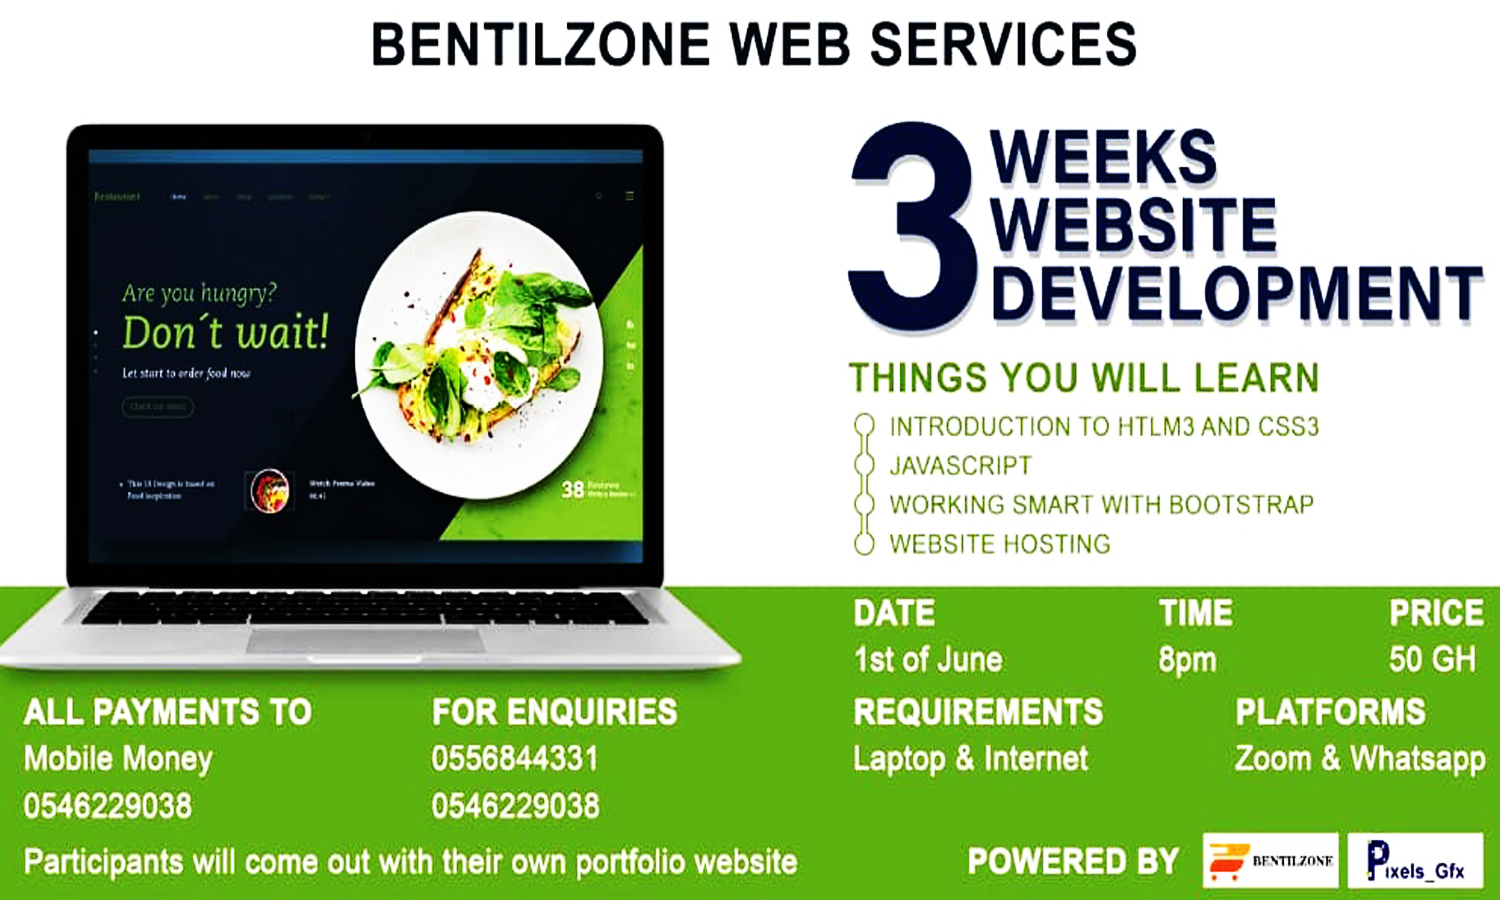 BENTILZONE WEB SERVICES
3 WEEKS
WEBSITE
DEVELOPMENT
Restaurant
Home
Are you hungry?
Don´t wait!
Let start to order food now
Check our menu
This UI Design is based on
Food inspiration
Watch Promo Video
38
Reviews
THINGS YOU WILL LEARN
INTRODUCTION TO HTLM3 AND CSS3
JAVASCRIPT
WORKING SMART WITH BOOTSTRAP
WEBSITE HOSTING
DATE
1st of June
TIME
8pm
PRICE
50 GH
ALL PAYMENTS TO
Mobile Money
0546229038
FOR ENQUIRIES
0556844331
0546229038
REQUIREMENTS
Laptop & Internet
PLATFORMS
Zoom & Whatsapp
Participants will come out with their own portfolio website
POWERED BY
BENTILZONE
Pixels_Gfx